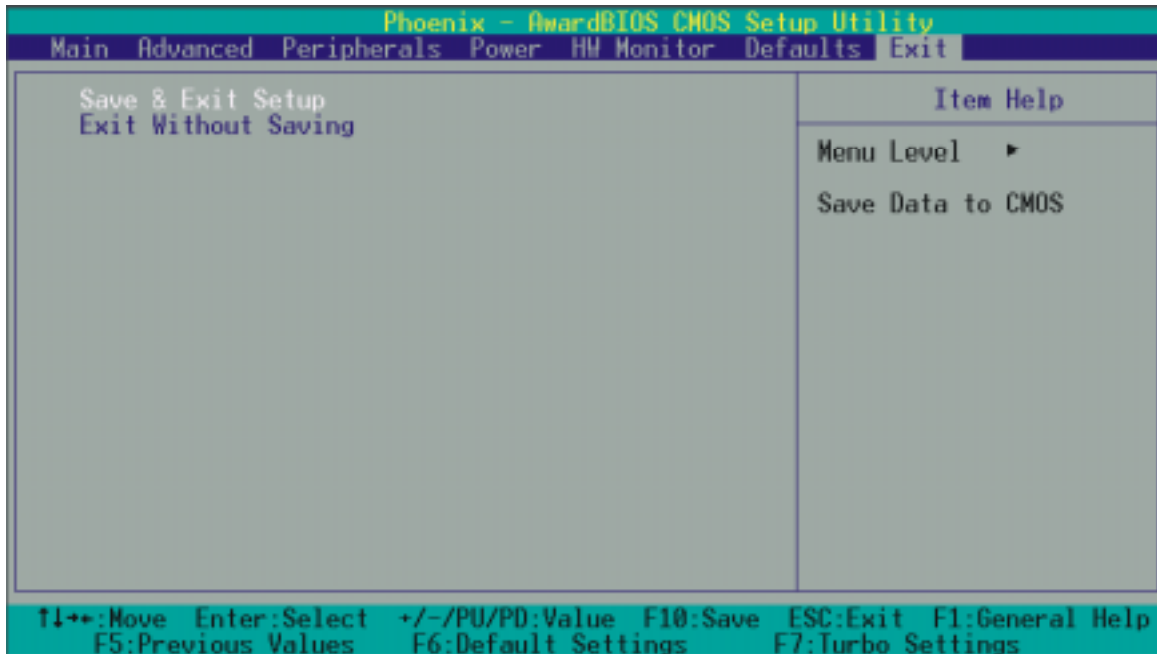 Phoenix - AwardBIOS CMOS Setup Utility
Main Advanced Peripherals Power HW Monitor Defaults Exit
Save & Exit Setup
Exit Without Saving
Item Help
Menu Level ▶
Save Data to CMOS
↑↓→←:Move Enter:Select +/-/PU/PD:Value F10:Save ESC:Exit F1:General Help
F5:Previous Values F6:Default Settings F7:Turbo Settings